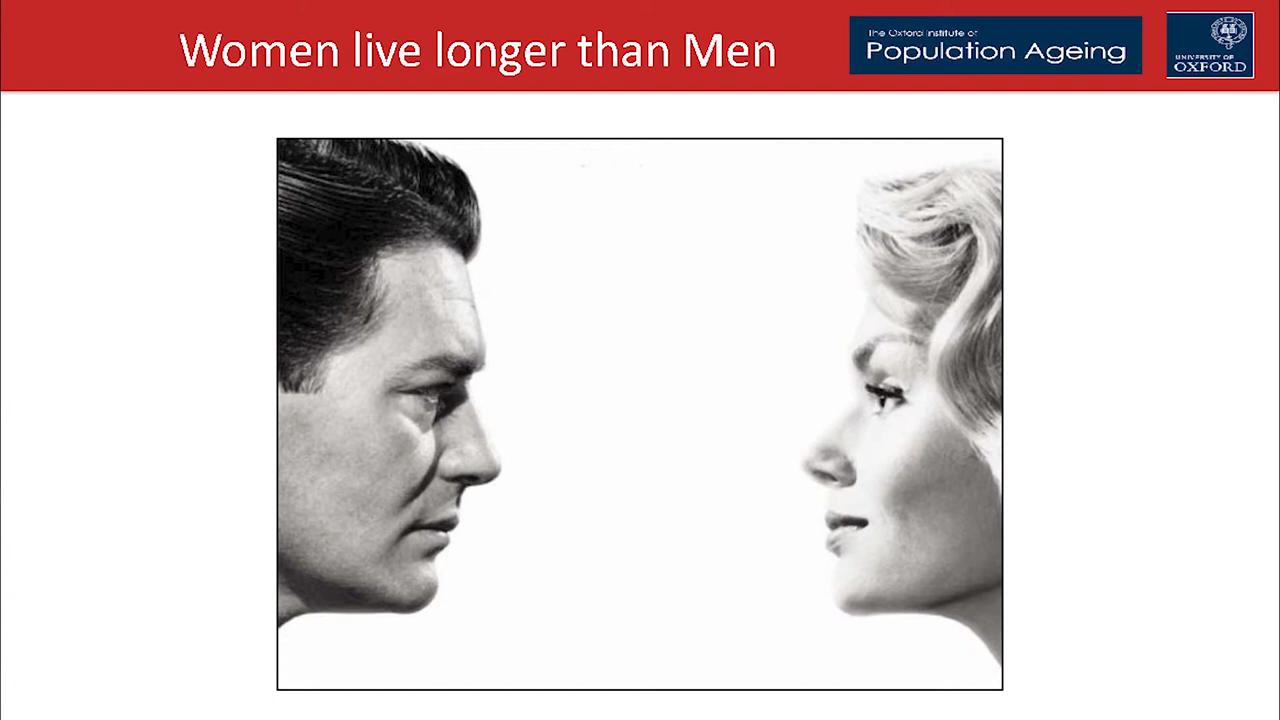 Women live longer than Men
The Oxford Institute of
Population Ageing
UNIVERSITY OF
OXFORD